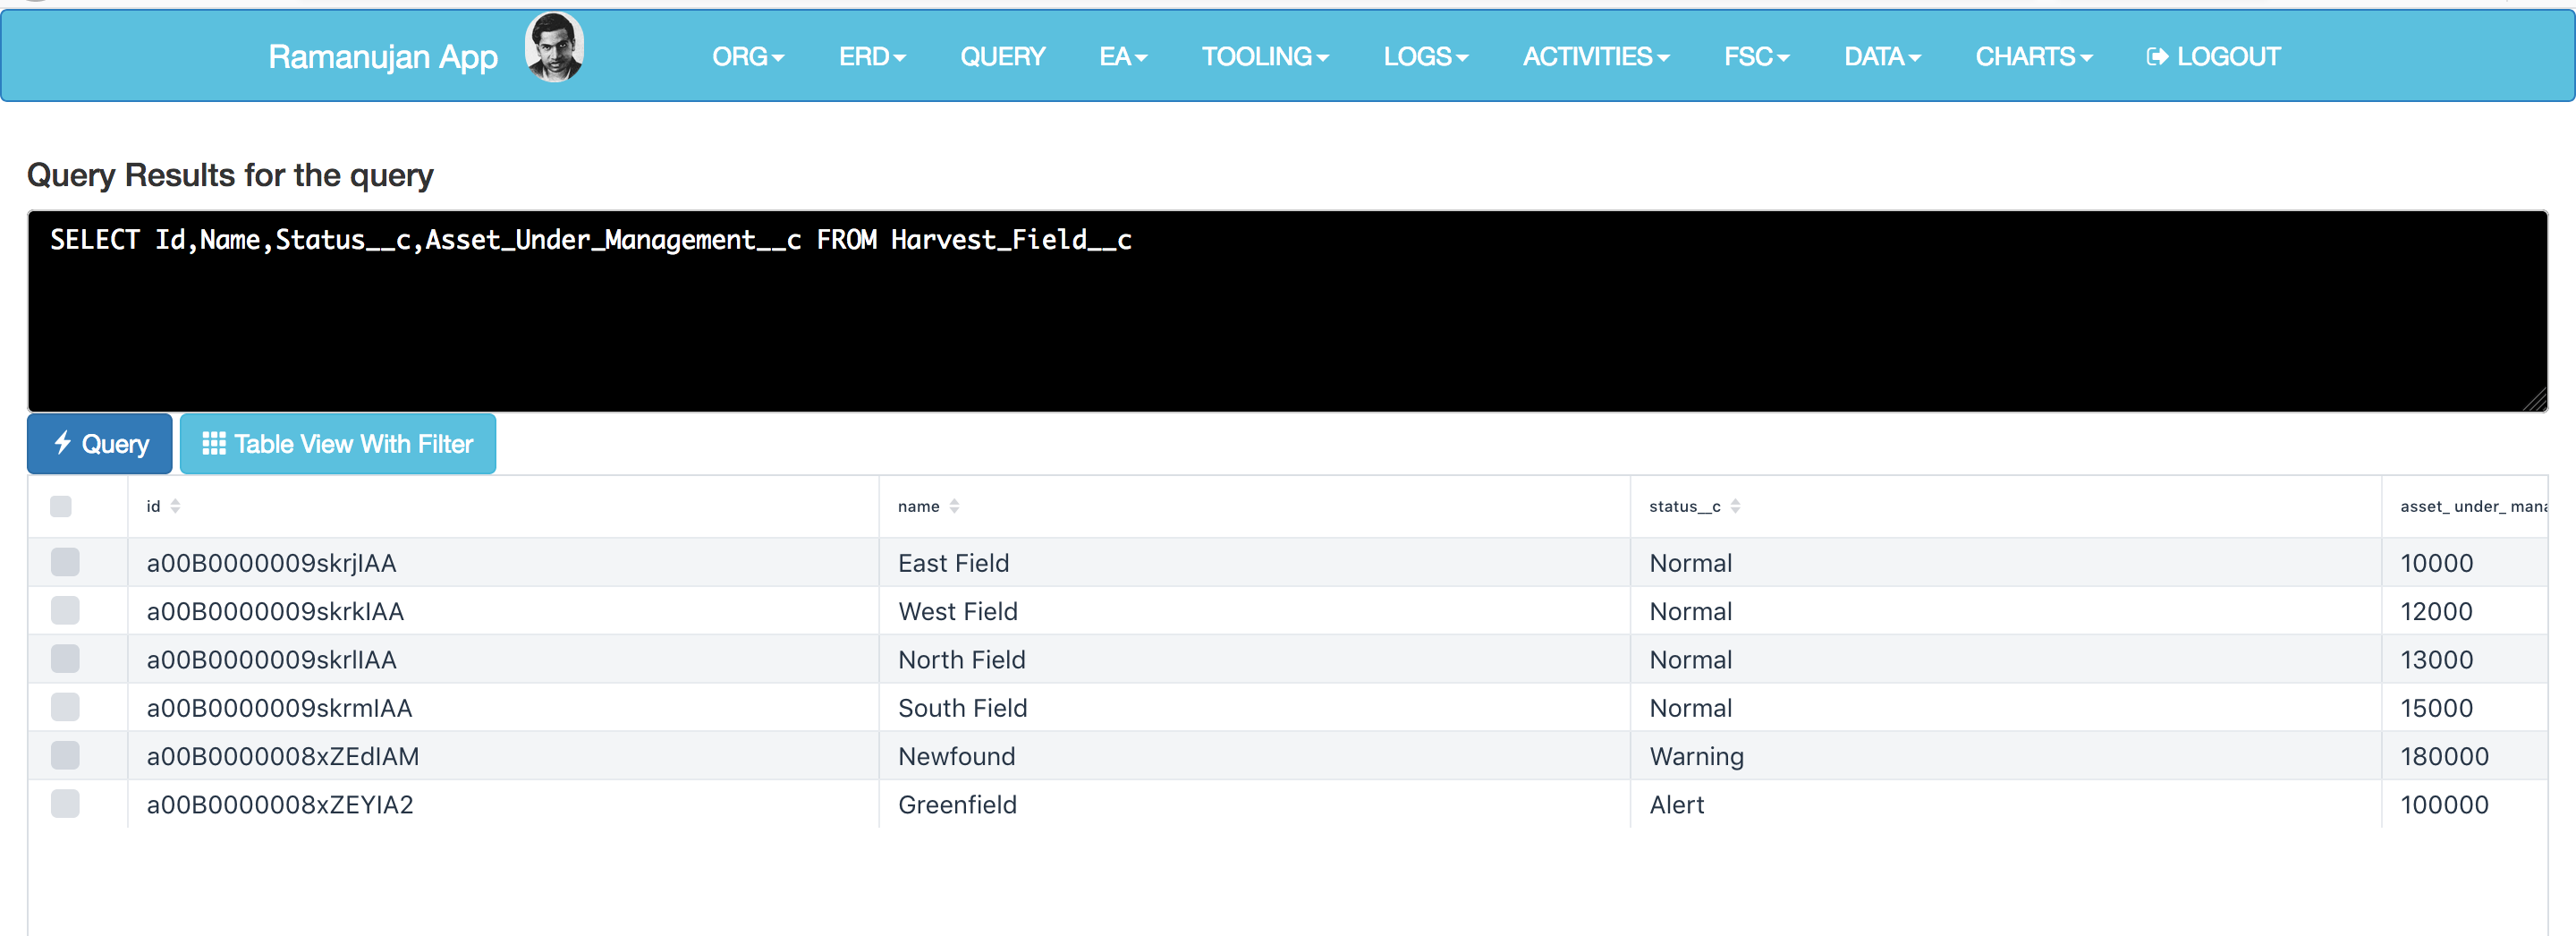 Ramanujan App ORG ERD QUERY EA TOOLING LOGS ACTIVITIES FSC DATA CHARTS LOGOUT
Query Results for the query
SELECT Id,Name,Status__c,Asset_Under_Management__c FROM Harvest_Field__c
Query Table View With Filter
id name status__c asset_ under_ mana
a00B0000009skrjIAA East Field Normal 10000
a00B0000009skrkIAA West Field Normal 12000
a00B0000009skrlIAA North Field Normal 13000
a00B0000009skrmIAA South Field Normal 15000
a00B0000008xZEdIAM Newfound Warning 180000
a00B0000008xZEYIA2 Greenfield Alert 100000